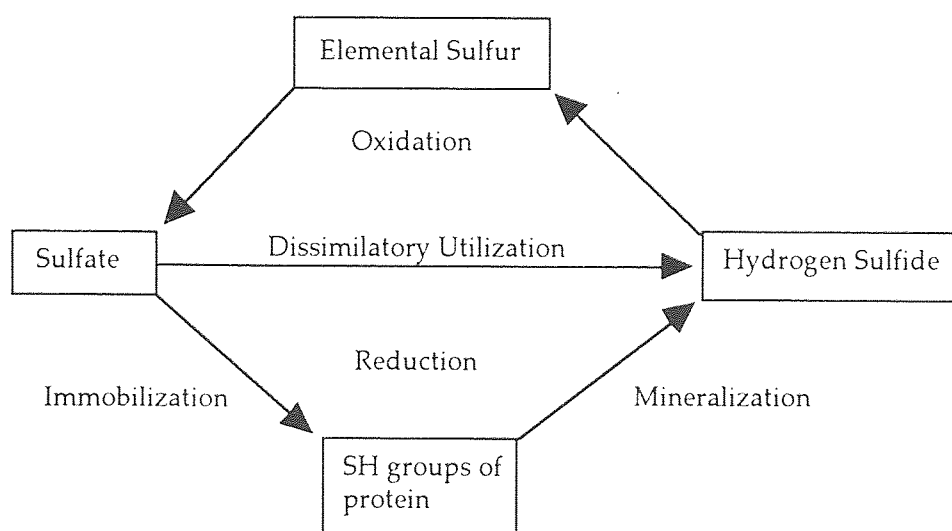 Elemental Sulfur
Oxidation
Sulfate
Dissimilatory Utilization
Hydrogen Sulfide
Reduction
Immobilization
Mineralization
SH groups of
protein